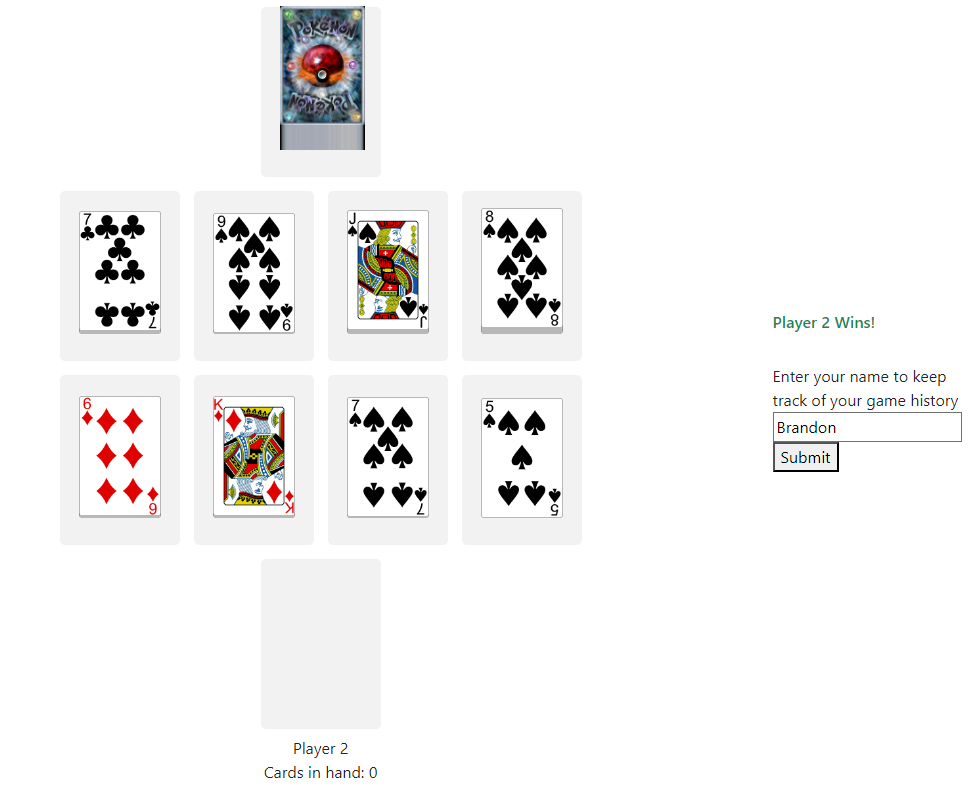 POKéMON
POKéMON
7 9 J 8
7 9 J 8
Player 2 Wins!
Enter your name to keep
track of your game history
Brandon
Submit
6 K 7 5
6 K 7 5
Player 2
Cards in hand: 0